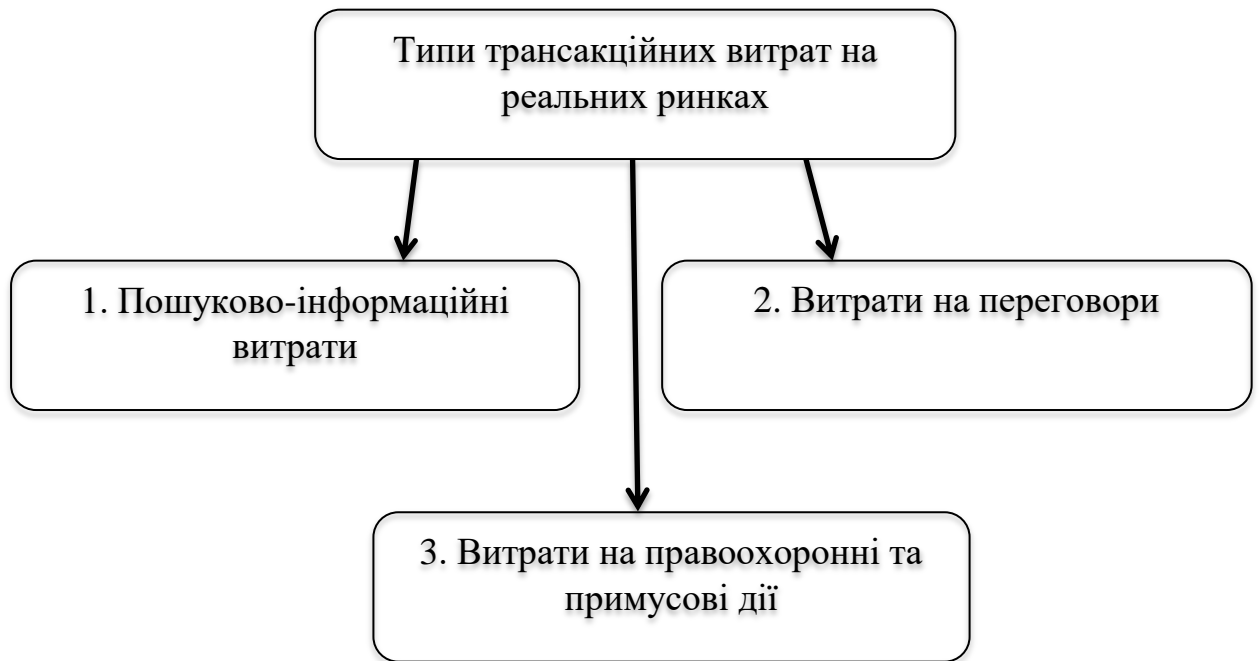 Типи трансакційних витрат на
реальних ринках
1. Пошуково-інформаційні
витрати
2. Витрати на переговори
3. Витрати на правоохоронні та
примусові дії